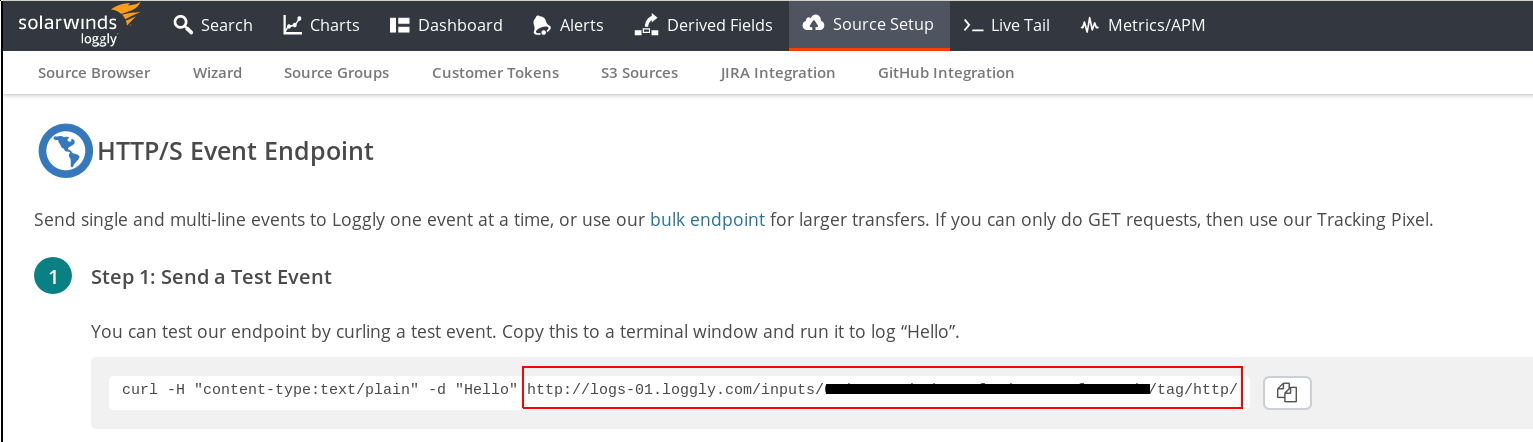 solarwinds
loggly
Search
Charts
Dashboard
Alerts
Derived Fields
Source Setup
Live Tail
Metrics/APM
Source Browser
Wizard
Source Groups
Customer Tokens
S3 Sources
JIRA Integration
GitHub Integration
HTTP/S Event Endpoint
Send single and multi-line events to Loggly one event at a time, or use our bulk endpoint for larger transfers. If you can only do GET requests, then use our Tracking Pixel.
1
Step 1: Send a Test Event
You can test our endpoint by curling a test event. Copy this to a terminal window and run it to log “Hello”.
curl -H "content-type:text/plain" -d "Hello" http://logs-01.loggly.com/inputs/ /tag/http/